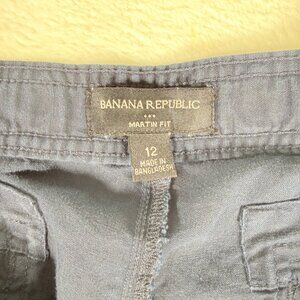 BANANA REPUBLIC
MARTIN FIT
12
MADE IN
BANGLADESH